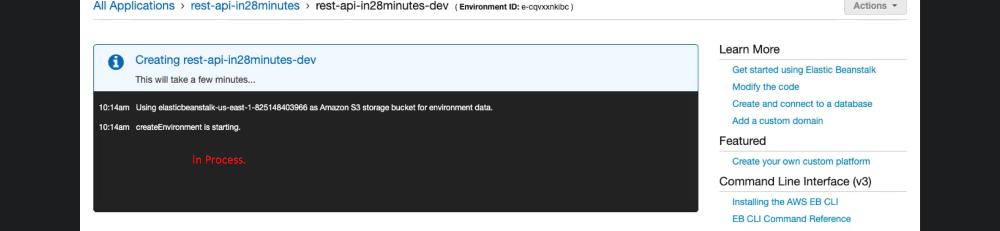 All Applications > rest-api-in28minutes > rest-api-in28minutes-dev ( Environment ID: e-cqvxxnkibc )
Actions
Creating rest-api-in28minutes-dev
This will take a few minutes...
10:14am Using elasticbeanstalk-us-east-1-825148403966 as Amazon S3 storage bucket for environment data.
10:14am createEnvironment is starting.
In Process.
Learn More
Get started using Elastic Beanstalk
Modify the code
Create and connect to a database
Add a custom domain
Featured
Create your own custom platform
Command Line Interface (v3)
Installing the AWS EB CLI
EB CLI Command Reference